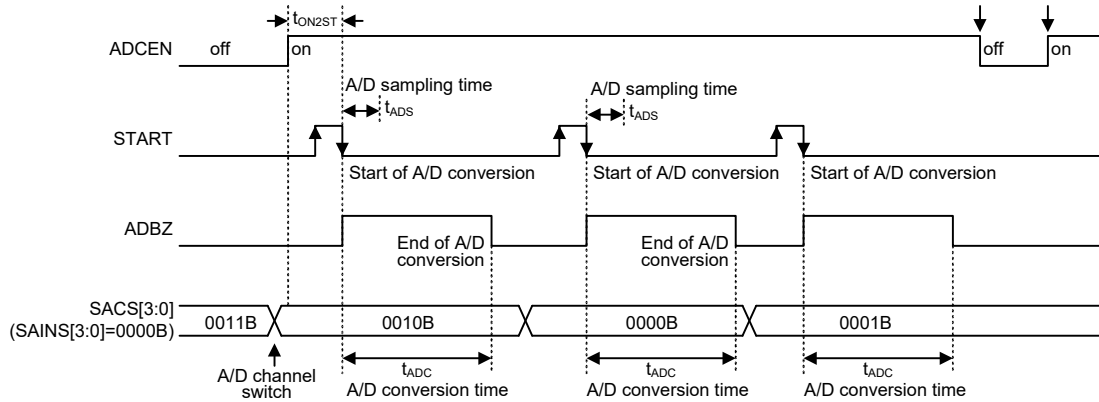 tON2ST
ADCEN
off
on
off
on
A/D sampling time
A/D sampling time
tADS
tADS
START
Start of A/D conversion
Start of A/D conversion
Start of A/D conversion
ADBZ
End of A/D
conversion
End of A/D
conversion
SACS[3:0]
(SAINS[3:0]=0000B)
0011B
0010B
0000B
0001B
A/D channel
switch
tADC
A/D conversion time
tADC
A/D conversion time
tADC
A/D conversion time